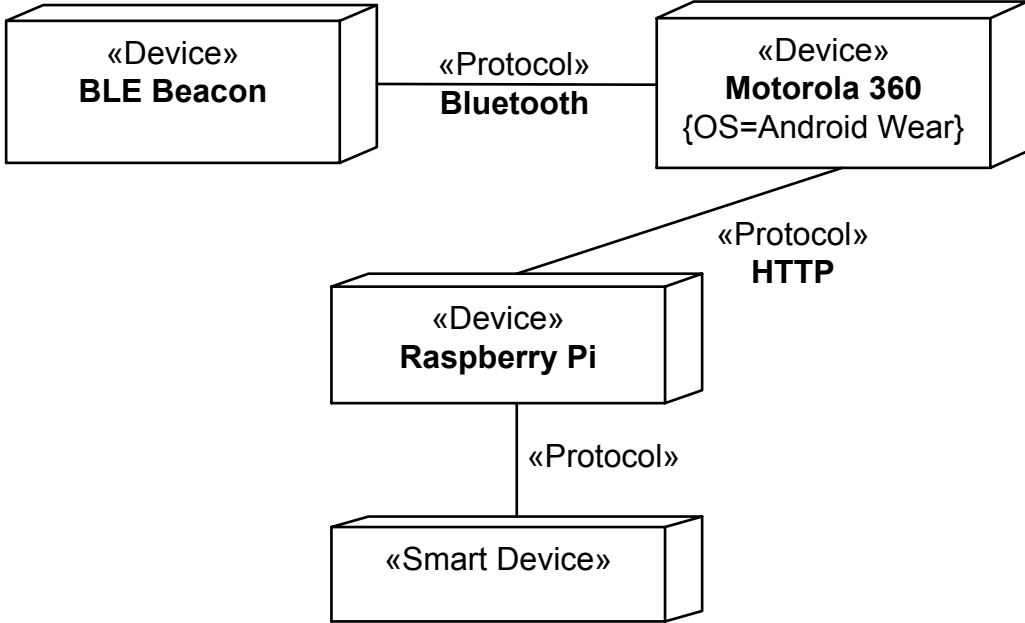 «Device»
BLE Beacon
«Protocol»
Bluetooth
«Device»
Motorola 360
{OS=Android Wear}
«Protocol»
HTTP
«Device»
Raspberry Pi
«Protocol»
«Smart Device»